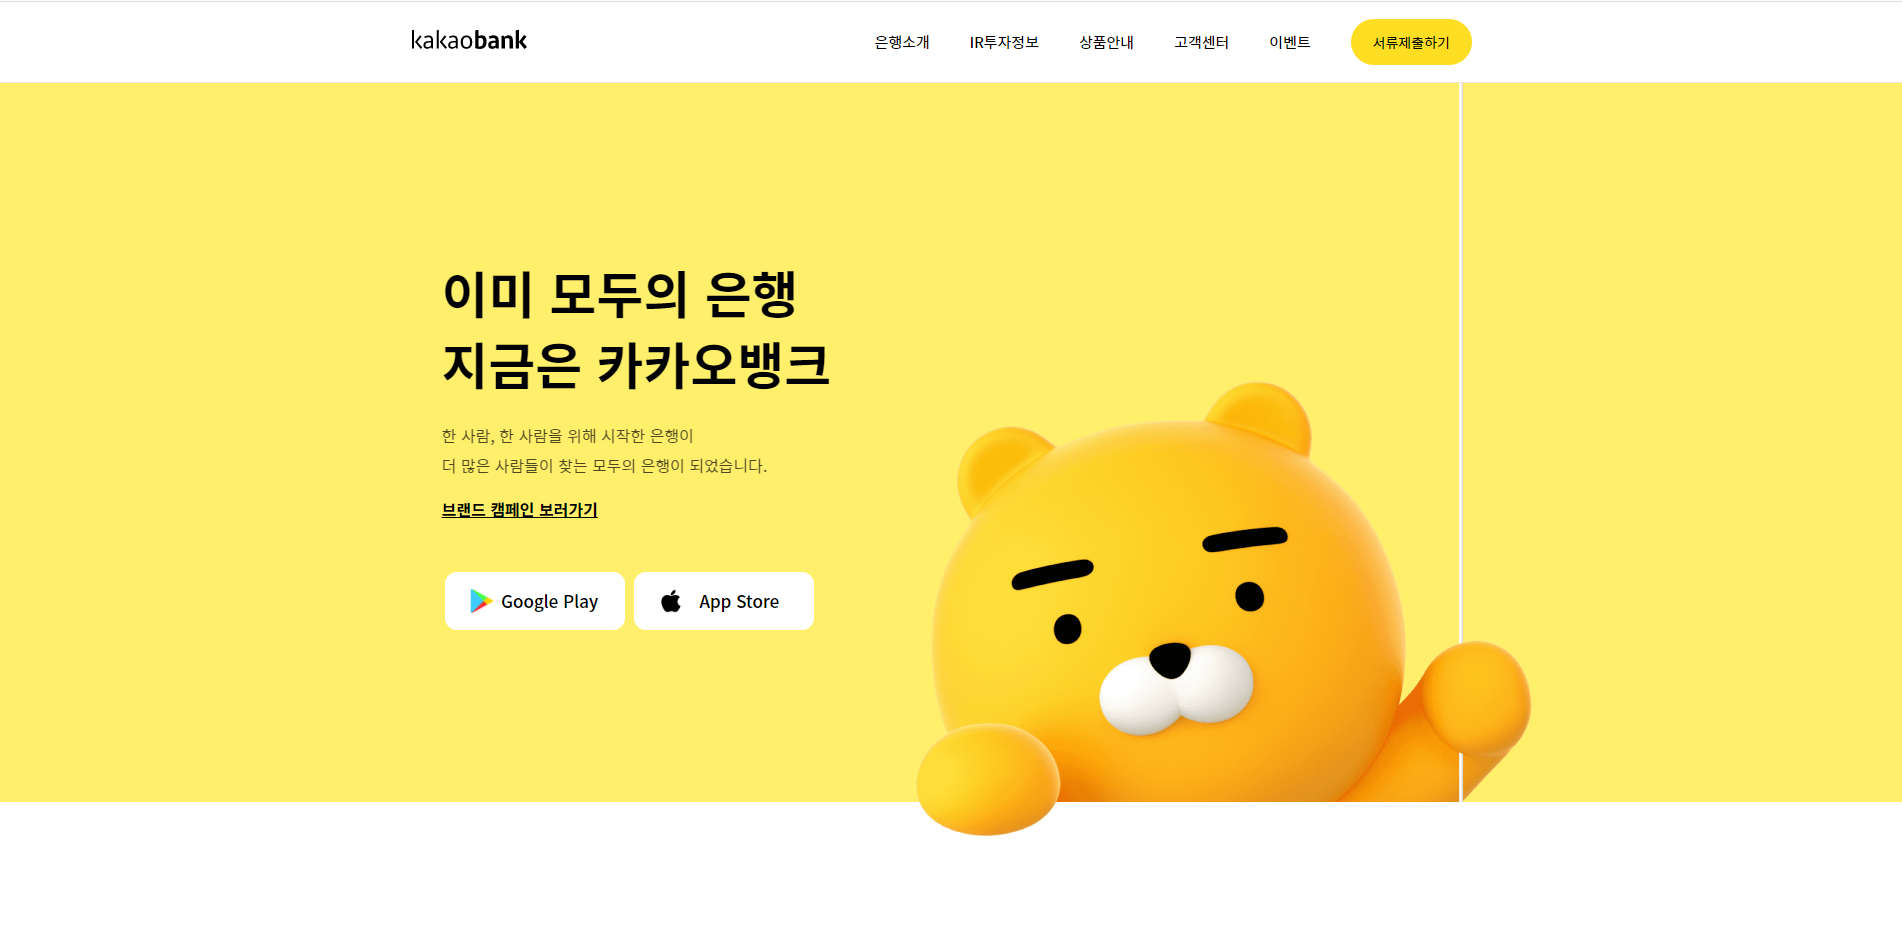 kakaobank
은행소개 IR투자정보 상품안내 고객센터 이벤트 서류제출하기
이미 모두의 은행
지금은 카카오뱅크
한 사람, 한 사람을 위해 시작한 은행이
더 많은 사람들이 찾는 모두의 은행이 되었습니다.
브랜드 캠페인 보러가기
Google Play
App Store